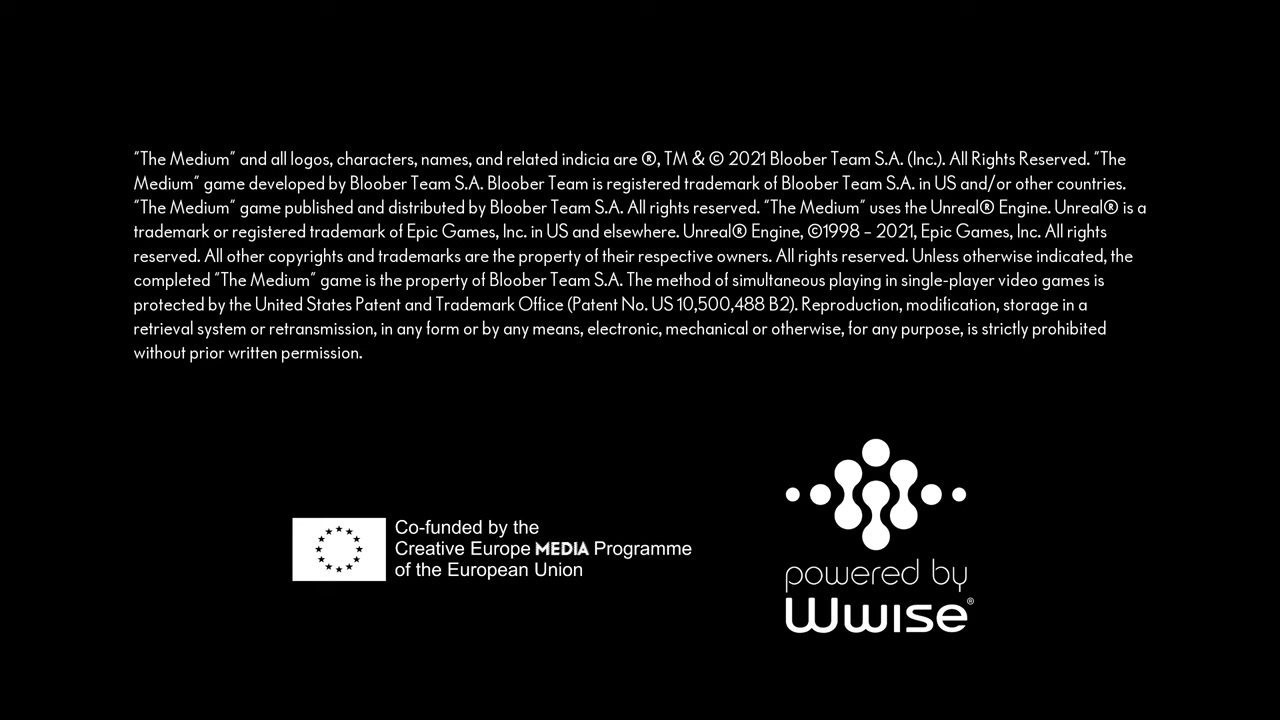 "The Medium" and all logos, characters, names, and related indicia are ®, TM & © 2021 Bloober Team S.A. (Inc.). All Rights Reserved. "The
Medium" game developed by Bloober Team S.A. Bloober Team is registered trademark of Bloober Team S.A. in US and/or other countries.
"The Medium" game published and distributed by Bloober Team S.A. All rights reserved. "The Medium" uses the Unreal® Engine. Unreal® is a
trademark or registered trademark of Epic Games, Inc. in US and elsewhere. Unreal® Engine, ©1998 – 2021, Epic Games, Inc. All rights
reserved. All other copyrights and trademarks are the property of their respective owners. All rights reserved. Unless otherwise indicated, the
completed "The Medium" game is the property of Bloober Team S.A. The method of simultaneous playing in single-player video games is
protected by the United States Patent and Trademark Office (Patent No. US 10,500,488 B2). Reproduction, modification, storage in a
retrieval system or retransmission, in any form or by any means, electronic, mechanical or otherwise, for any purpose, is strictly prohibited
without prior written permission.
Co-funded by the
Creative Europe MEDIA Programme
of the European Union
powered by
Wwise®